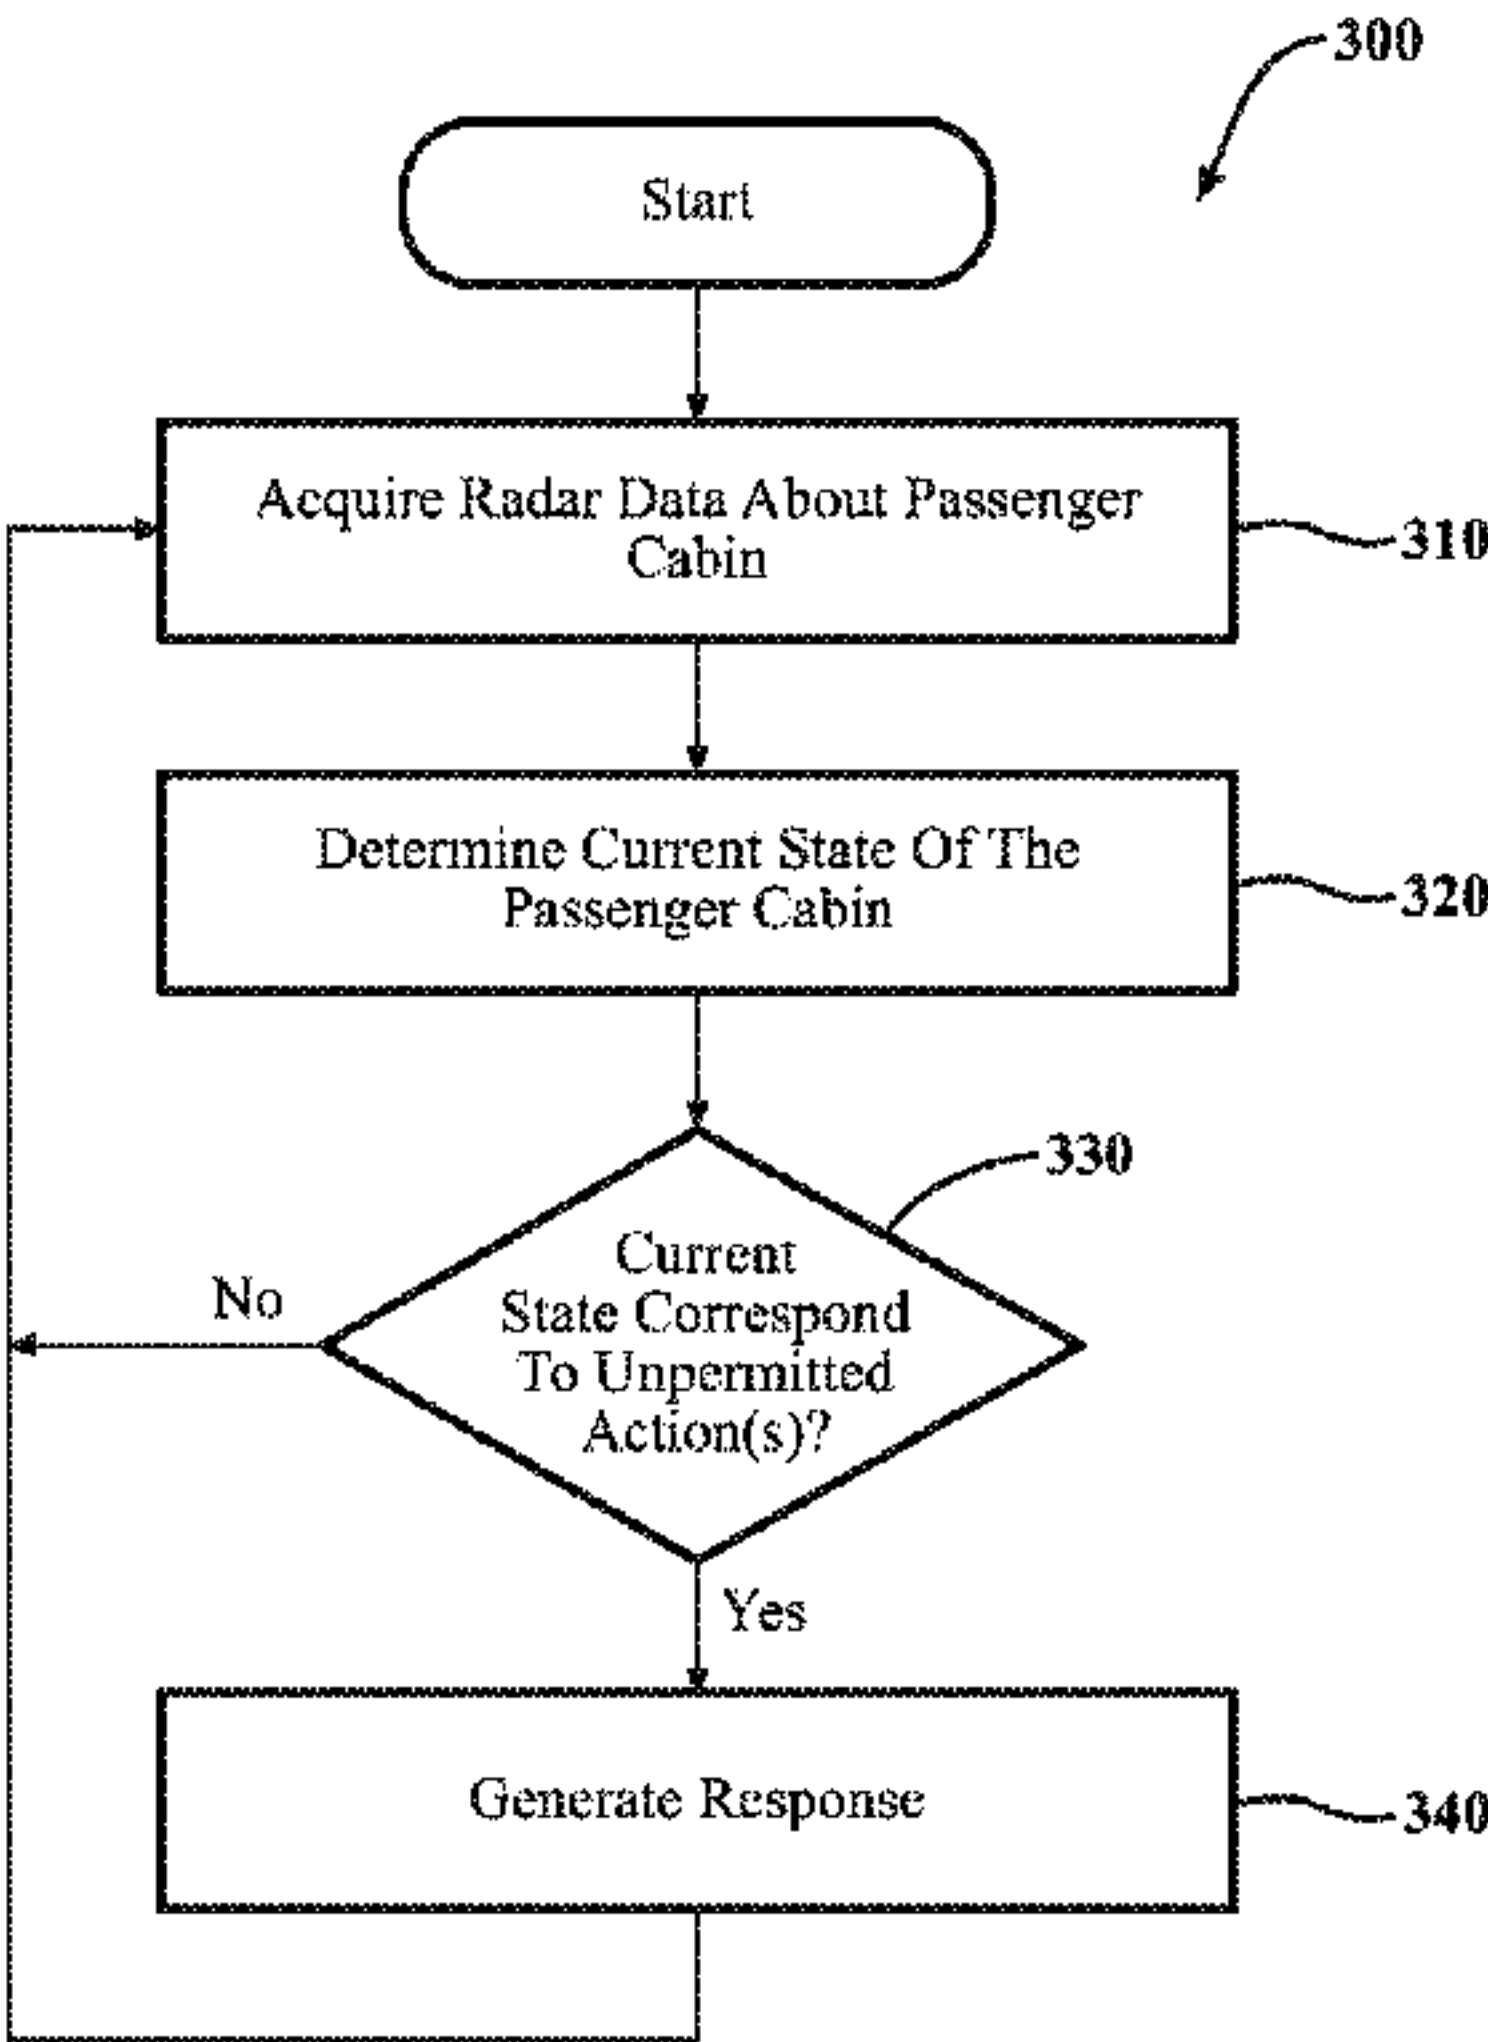 300
Start
Acquire Radar Data About Passenger
Cabin
310
Determine Current State Of The
Passenger Cabin
320
330
Current
State Correspond
To Unpermitted
Action(s)?
No
Yes
Generate Response
340